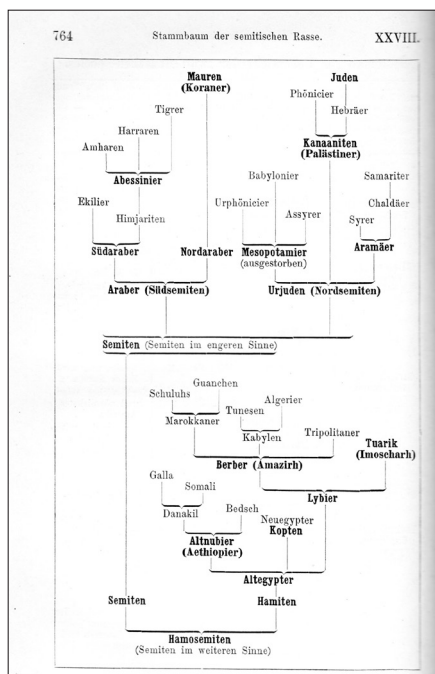 764 Stammbaum der semitischen Rasse. XXVIII.
Mauren
(Koraner)
Juden
Phönicier
Hebräer
Tigrer
Harraren
Amharen
Kanaaniten
(Palästiner)
Abessinier
Babylonier
Samariter
Ekilier
Himjariten
Urphönicier
Assyrer
Chaldäer
Syrer
Südaraber
Nordaraber
Mesopotamier
(ausgestorben)
Aramäer
Araber (Südsemiten)
Urjuden (Nordsemiten)
Semiten (Semiten im engeren Sinne)
Guanchen
Schuluhs
Algerier
Tunesen
Marokkaner
Kabylen
Tripolitaner
Tuarik
(Imoscharh)
Berber (Amazirh)
Galla
Somali
Lybier
Danakil
Bedsch
Neuegypter
Kopten
Altnubier
(Aethiopier)
Altegypter
Semiten
Hamiten
Hamosemiten
(Semiten im weiteren Sinne)